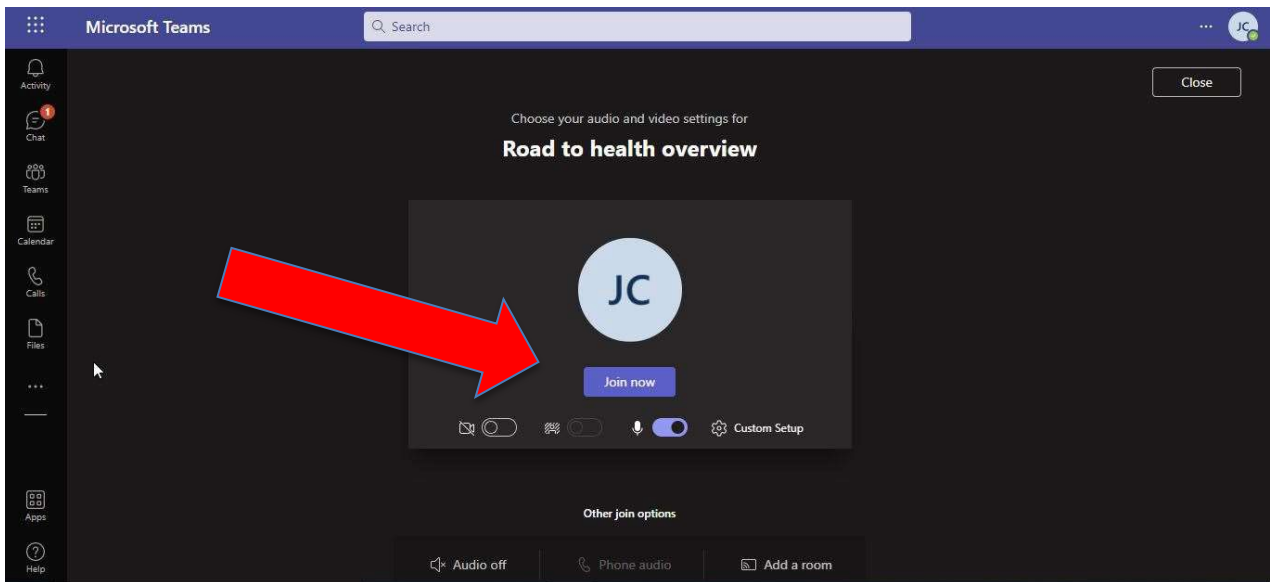 Microsoft Teams
Search
JC
Activity
1
Chat
Teams
Calendar
Calls
Files
Apps
Help
Close
Choose your audio and video settings for
Road to health overview
JC
Join now
Custom Setup
Other join options
Audio off
Phone audio
Add a room